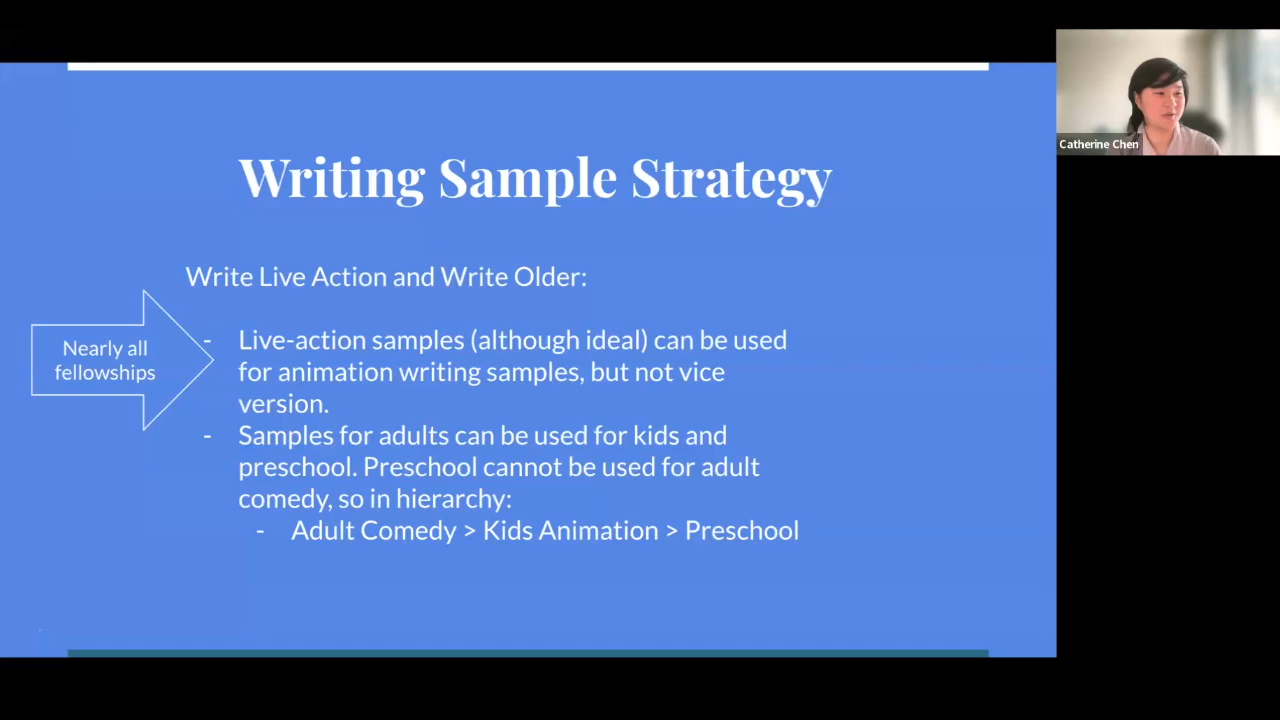 Writing Sample Strategy
Write Live Action and Write Older:
Nearly all
fellowships
- Live-action samples (although ideal) can be used
for animation writing samples, but not vice
version.
- Samples for adults can be used for kids and
preschool. Preschool cannot be used for adult
comedy, so in hierarchy:
- Adult Comedy > Kids Animation > Preschool
Catherine Chen